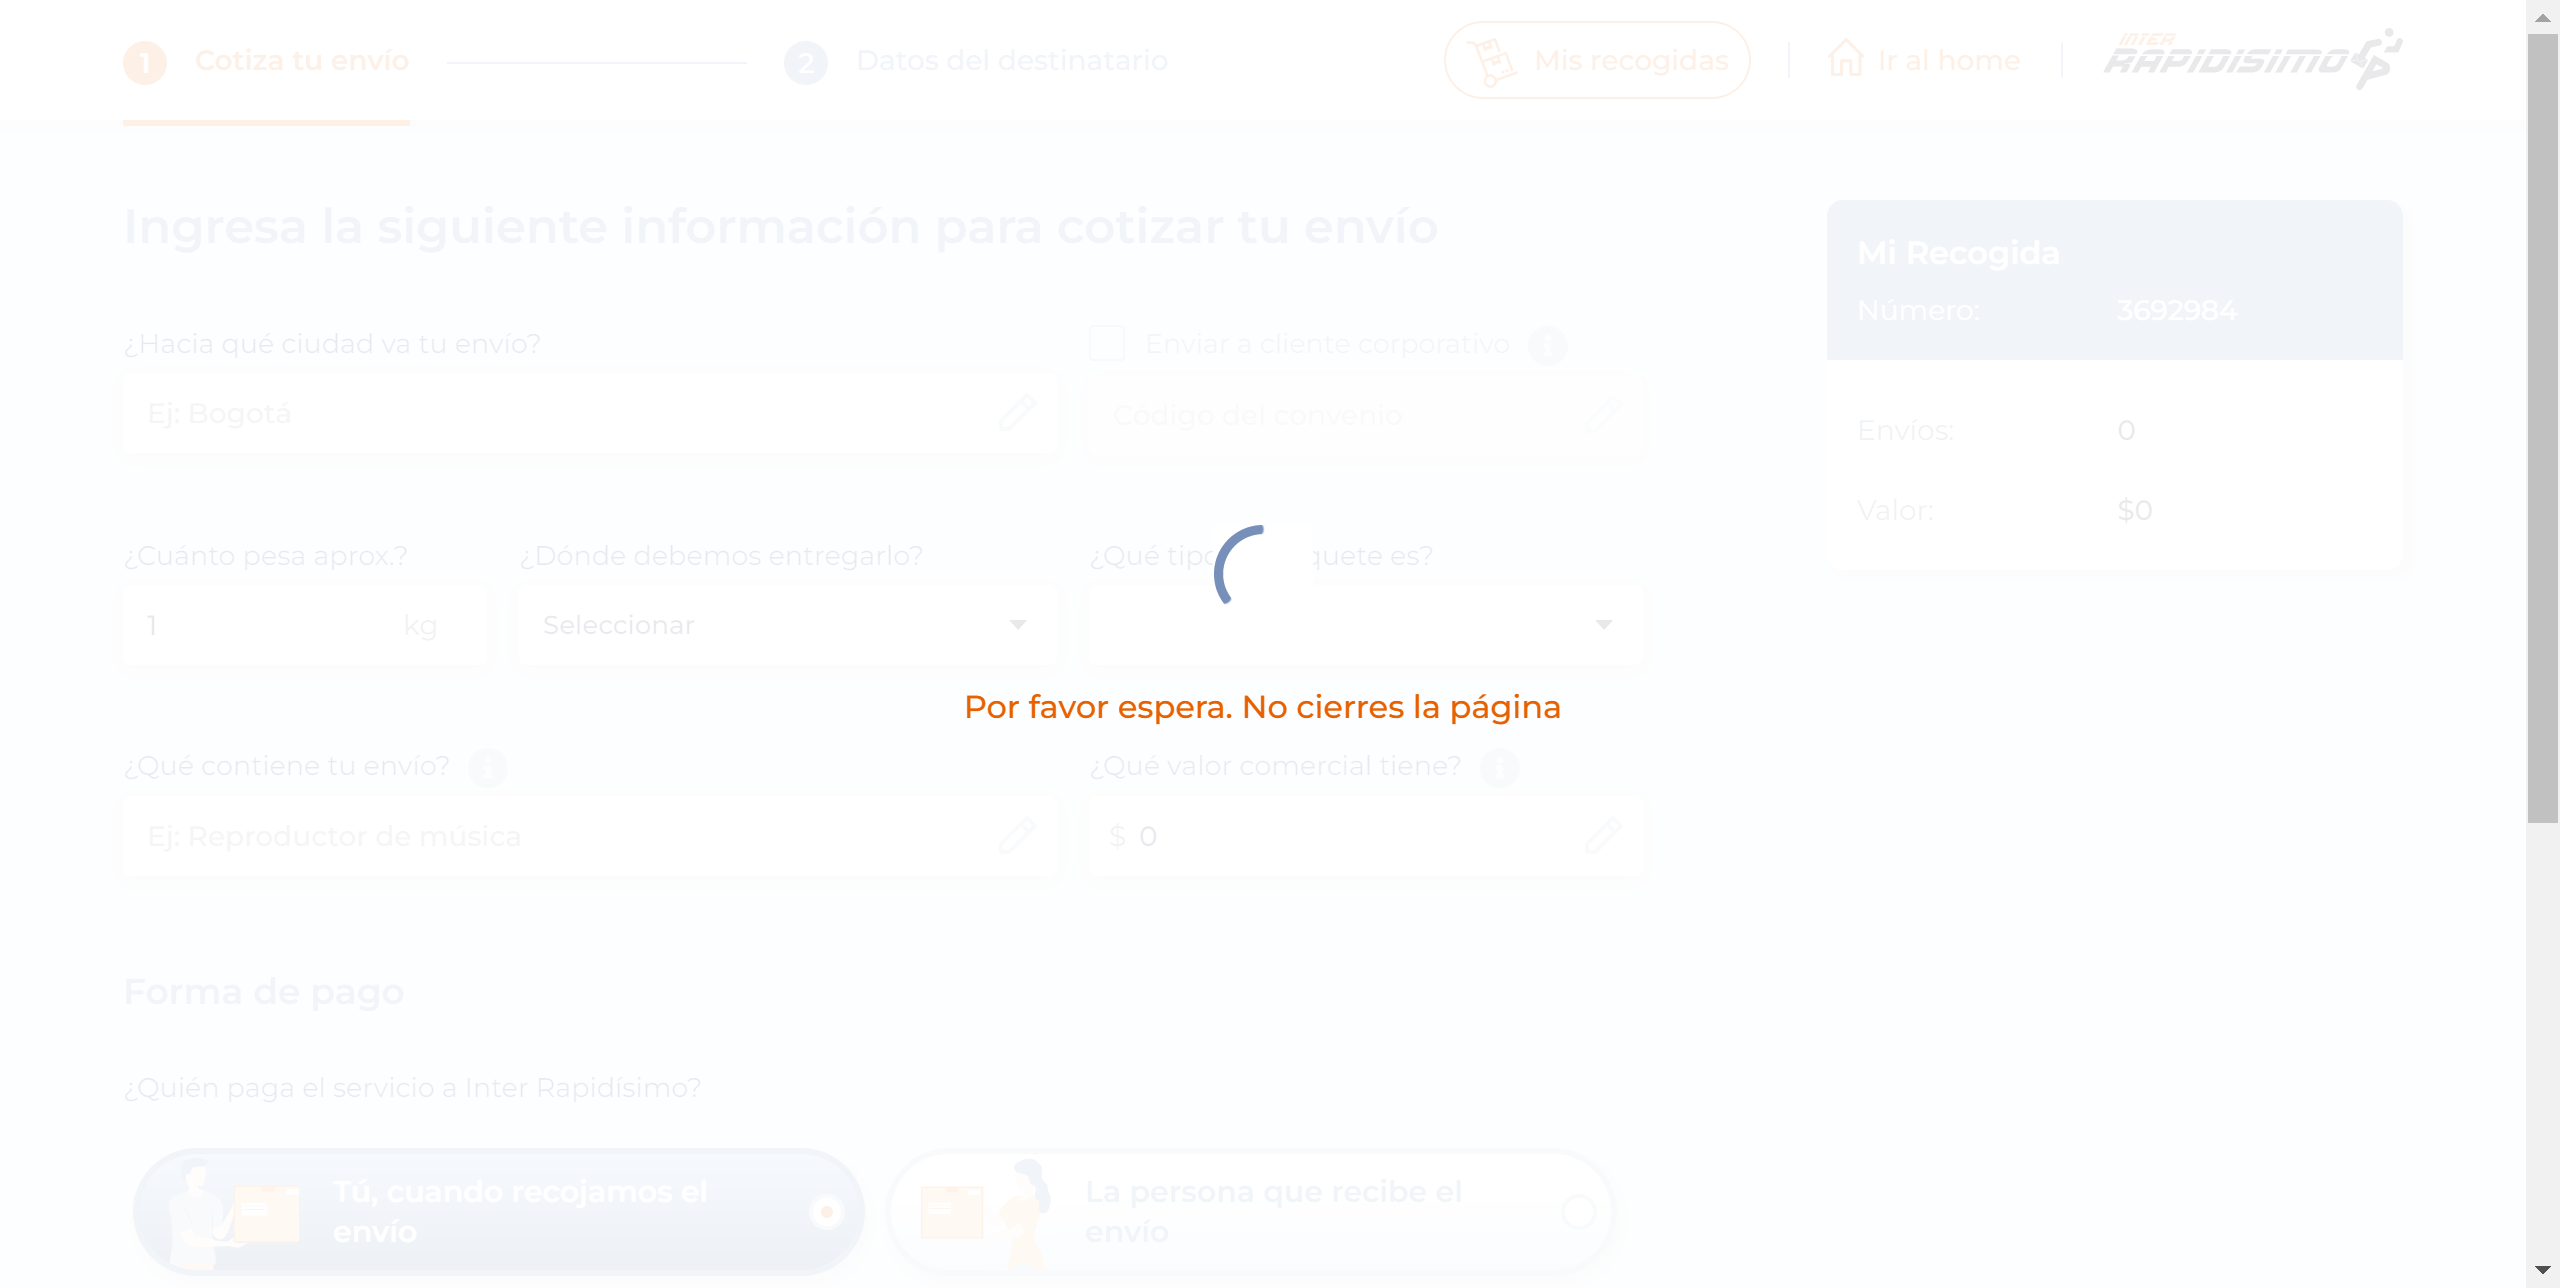 1 Cotiza tu envío 2 Datos del destinatario Mis recogidas Ir al home INTER RAPIDISIMO
Ingresa la siguiente información para cotizar tu envío
Mi Recogida
Número: 3692984
¿Hacia qué ciudad va tu envío? Enviar a cliente corporativo
Ej: Bogotá Código del convenio
Envíos: 0
Valor: $0
¿Cuánto pesa aprox.? ¿Dónde debemos entregarlo? ¿Qué tipo quete es?
1 kg Seleccionar
Por favor espera. No cierres la página
¿Qué contiene tu envío? ¿Qué valor comercial tiene?
Ej: Reproductor de música $ 0
Forma de pago
¿Quién paga el servicio a Inter Rapidísimo?
Tú, cuando recojamos el
envío
La persona que recibe el
envío